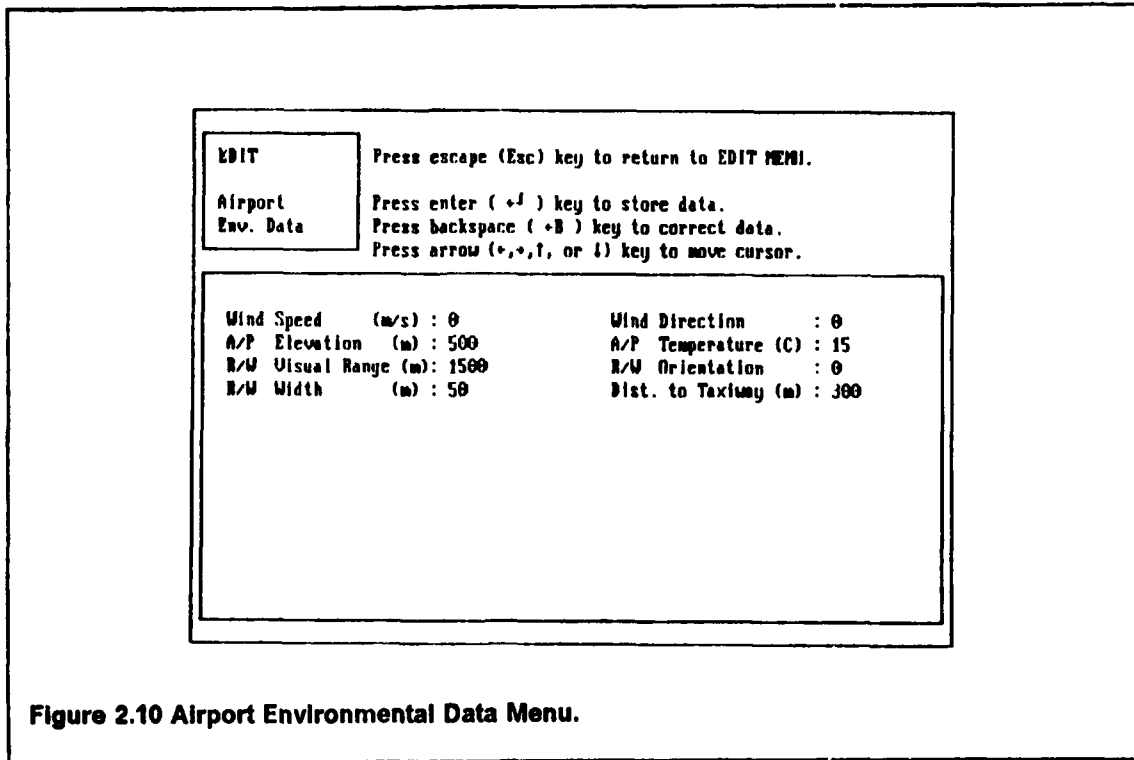 EDIT
Press escape (Esc) key to return to EDIT MENU.
Airport
Press enter ( ↵ ) key to store data.
Env. Data
Press backspace ( ←B ) key to correct data.
Press arrow (←,→,↑, or ↓) key to move cursor.
Wind Speed (m/s) : 0
Wind Direction : 0
A/P Elevation (m) : 500
A/P Temperature (C) : 15
R/W Visual Range (m): 1500
R/W Orientation : 0
R/W Width (m) : 50
Dist. to Taxiway (m) : 300
Figure 2.10 Airport Environmental Data Menu.